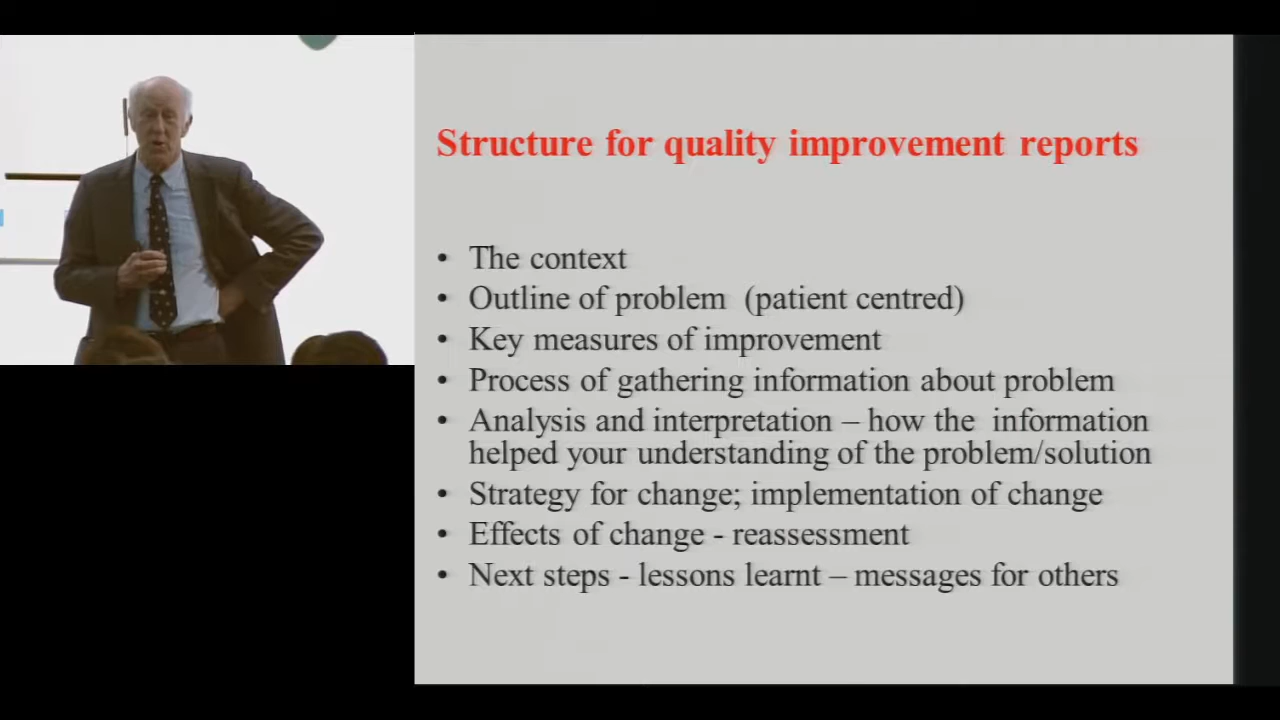 Structure for quality improvement reports
• The context
• Outline of problem (patient centred)
• Key measures of improvement
• Process of gathering information about problem
• Analysis and interpretation – how the information
helped your understanding of the problem/solution
• Strategy for change; implementation of change
• Effects of change - reassessment
• Next steps - lessons learnt – messages for others